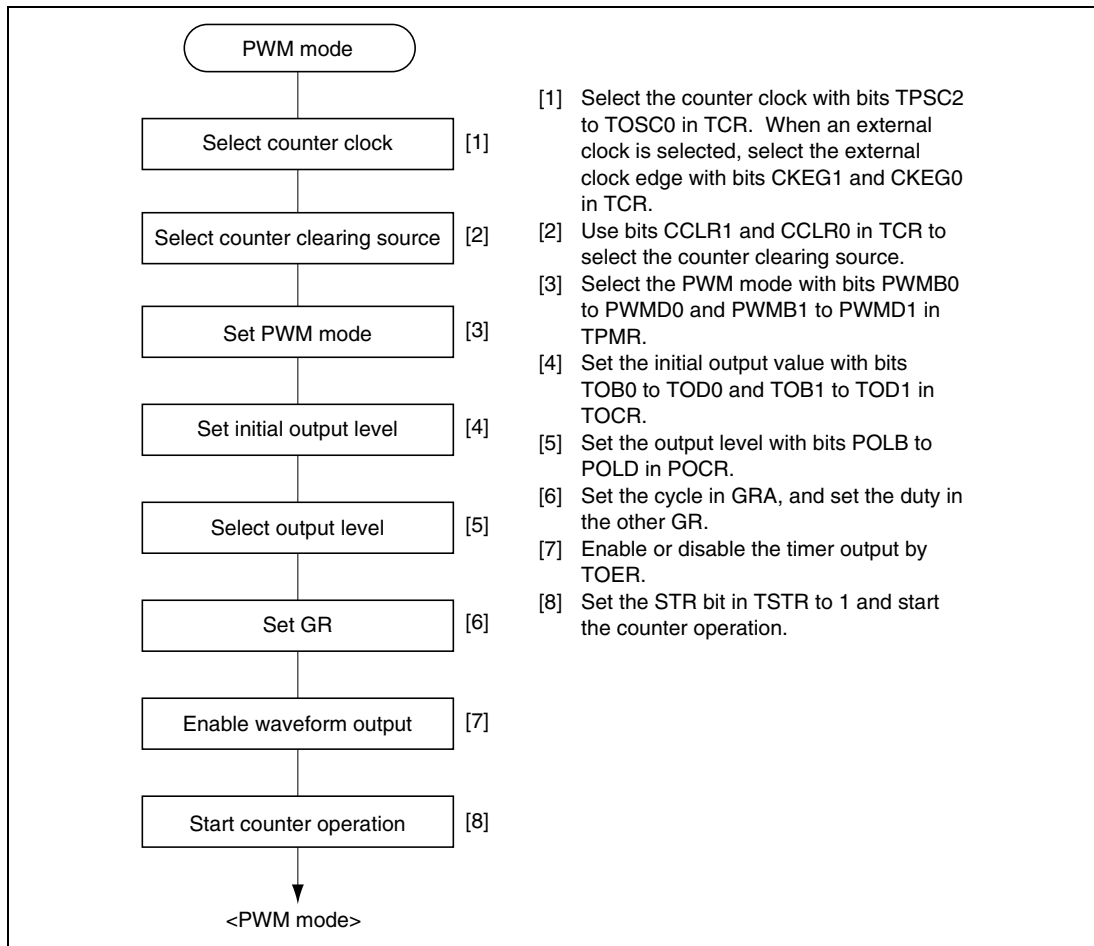 PWM mode
Select counter clock [1]
Select counter clearing source [2]
Set PWM mode [3]
Set initial output level [4]
Select output level [5]
Set GR [6]
Enable waveform output [7]
Start counter operation [8]
<PWM mode>
[1] Select the counter clock with bits TPSC2
to TOSC0 in TCR. When an external
clock is selected, select the external
clock edge with bits CKEG1 and CKEG0
in TCR.
[2] Use bits CCLR1 and CCLR0 in TCR to
select the counter clearing source.
[3] Select the PWM mode with bits PWMB0
to PWMD0 and PWMB1 to PWMD1 in
TPMR.
[4] Set the initial output value with bits
TOB0 to TOD0 and TOB1 to TOD1 in
TOCR.
[5] Set the output level with bits POLB to
POLD in POCR.
[6] Set the cycle in GRA, and set the duty in
the other GR.
[7] Enable or disable the timer output by
TOER.
[8] Set the STR bit in TSTR to 1 and start
the counter operation.